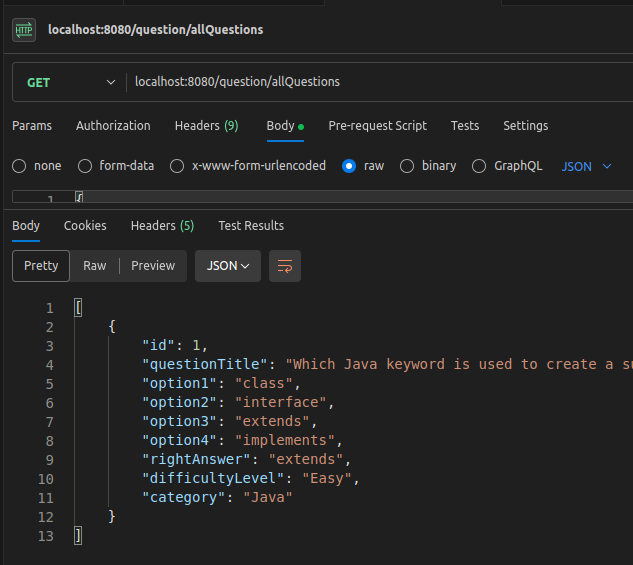 HTTP localhost:8080/question/allQuestions
GET localhost:8080/question/allQuestions
Params Authorization Headers (9) Body Pre-request Script Tests Settings
none form-data x-www-form-urlencoded raw binary GraphQL JSON
1 {
Body Cookies Headers (5) Test Results
Pretty Raw Preview JSON
1 [
2 {
3 "id": 1,
4 "questionTitle": "Which Java keyword is used to create a
5 "option1": "class",
6 "option2": "interface",
7 "option3": "extends",
8 "option4": "implements",
9 "rightAnswer": "extends",
10 "difficultyLevel": "Easy",
11 "category": "Java"
12 }
13 ]